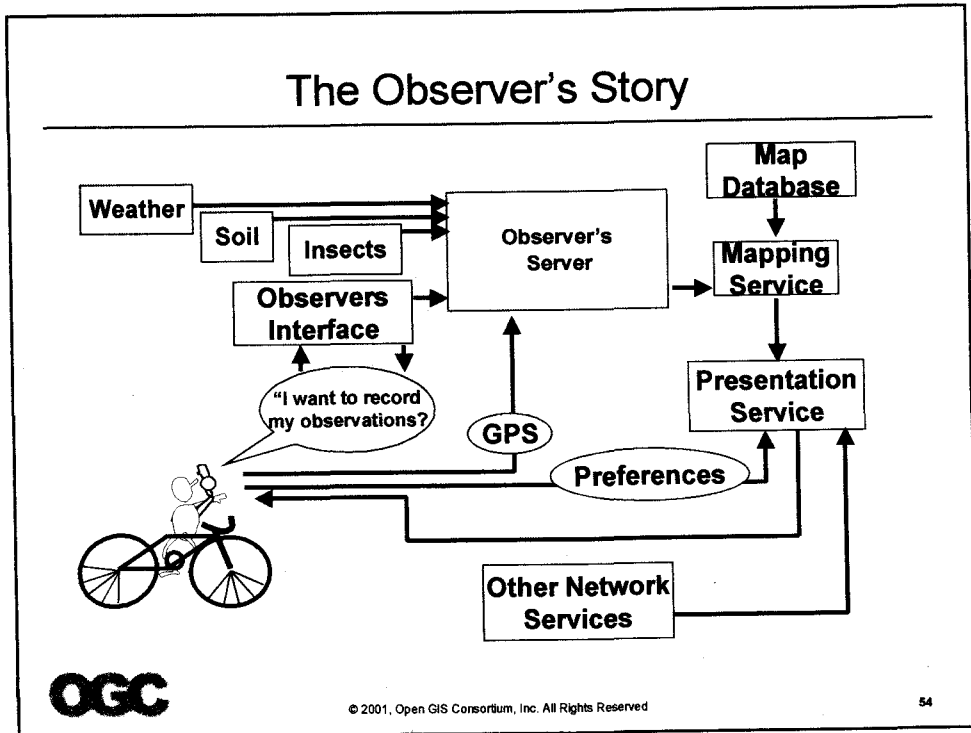 The Observer's Story
Map
Database
Weather
Soil
Insects
Observer's
Server
Mapping
Service
Observers
Interface
"I want to record
my observations?
Presentation
Service
GPS
Preferences
Other Network
Services
OGC
© 2001, Open GIS Consortium, Inc. All Rights Reserved
54